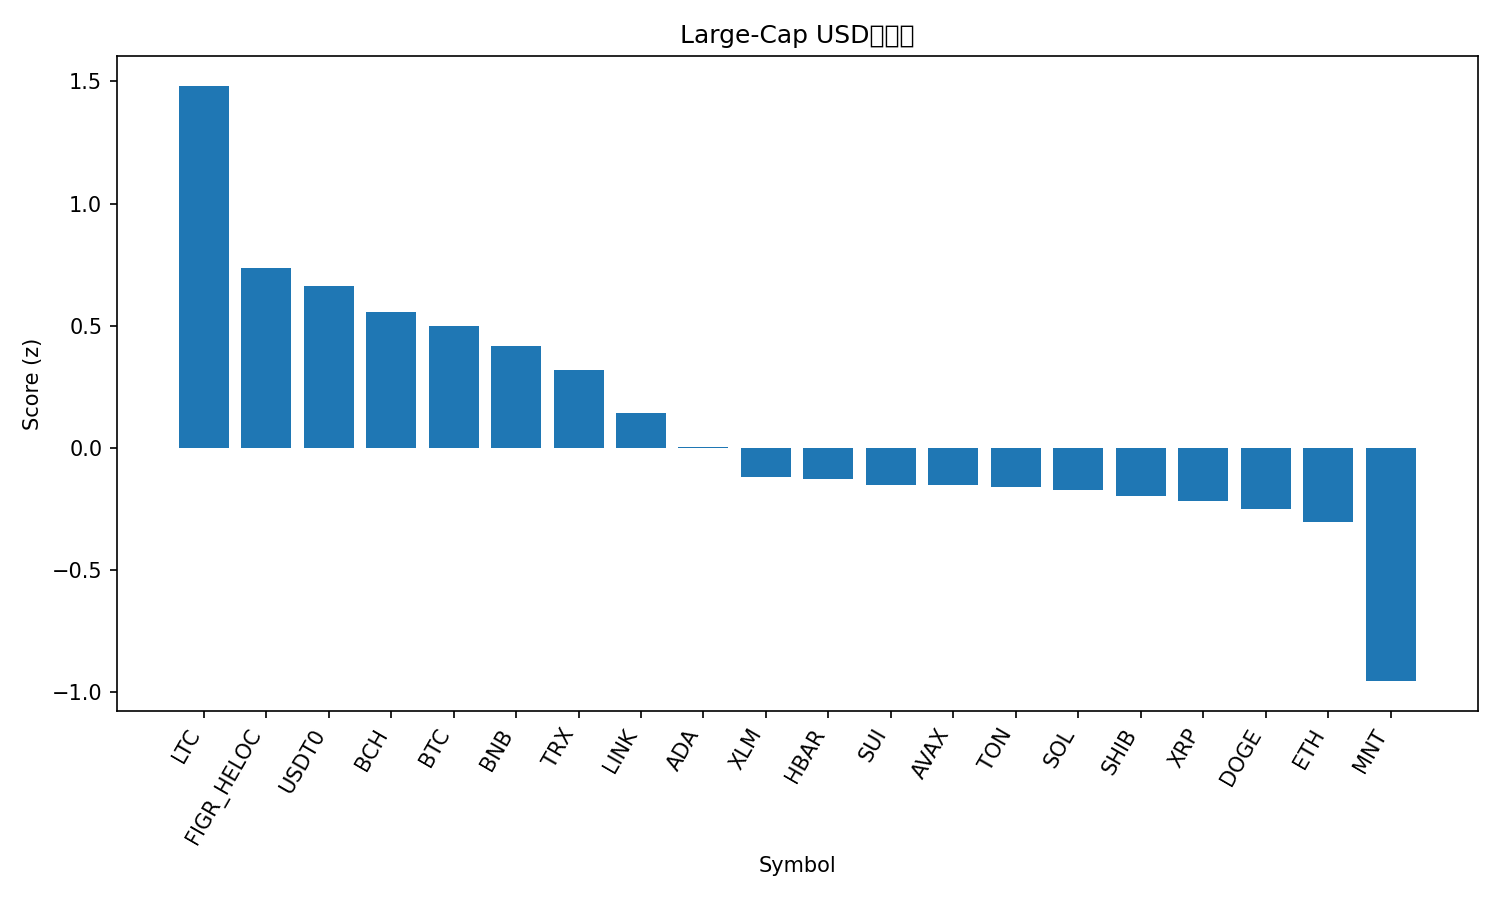 Large-Cap USD
1.5
1.0
0.5
0.0
−0.5
−1.0
Score (z)
LTC
FIGR_HELOC
USDT0
BCH
BTC
BNB
TRX
LINK
ADA
XLM
HBAR
SUI
AVAX
TON
SOL
SHIB
XRP
DOGE
ETH
MNT
Symbol